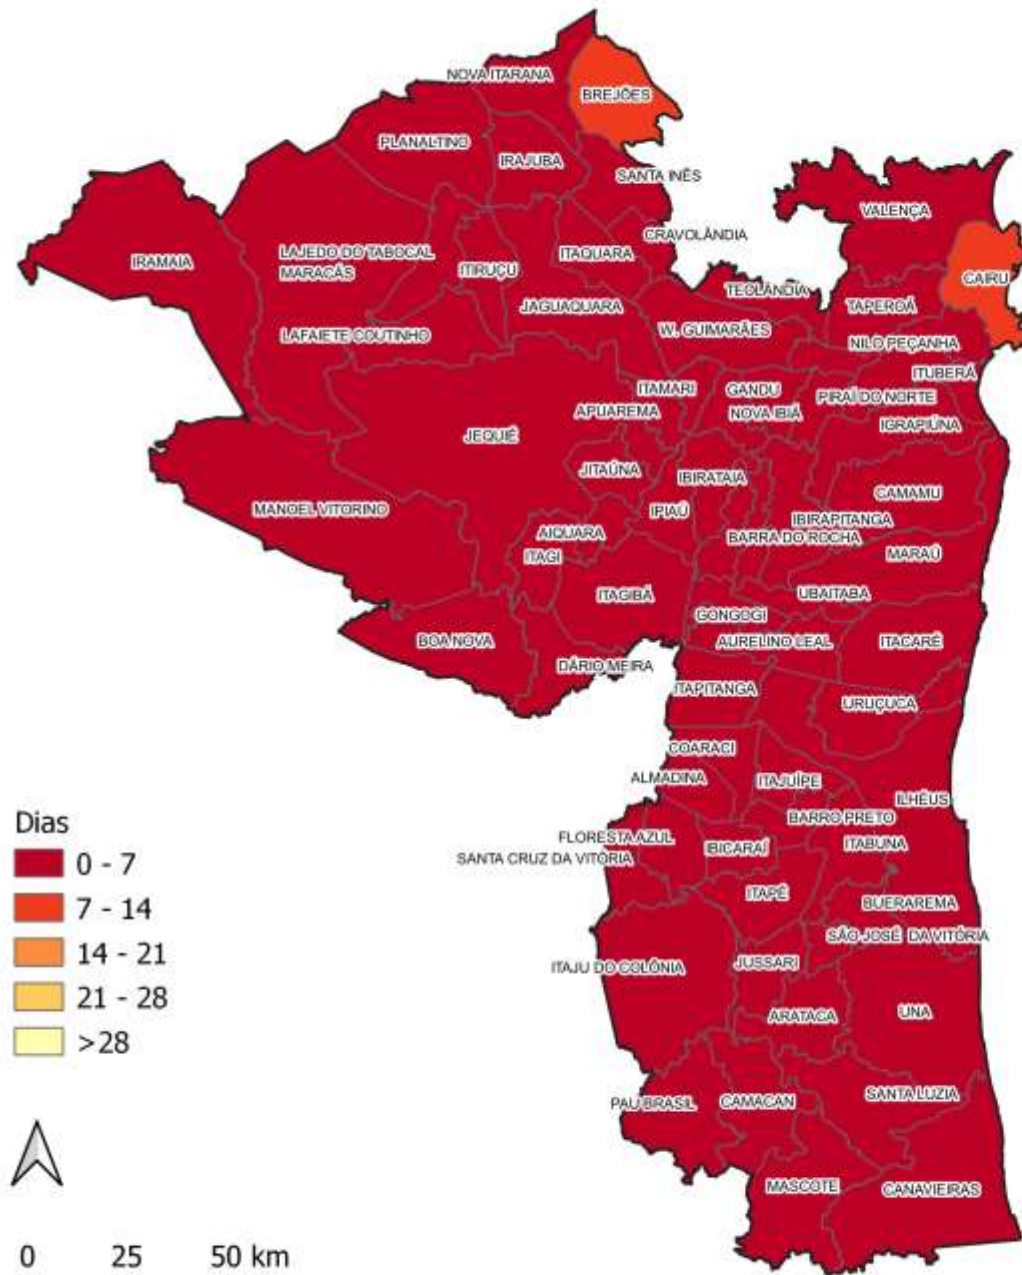 NOVA ITARANA
BREJÕES
PLANALTINO
IRAJUBA
SANTA INÊS
VALENÇA
CRAVOLÂNDIA
LAJEDO DO TABOCAL
ITAQUARA
IRAMAIA
MARACÁS
ITIRUÇU
CAIRU
TEOLÂNDIA
JAGUAQUARA
TAPEROÁ
W. GUIMARÃES
LAFAIETE COUTINHO
NILO PEÇANHA
ITUBERÁ
ITAMARI
GANDU
PIRAÍ DO NORTE
APUAREMA
NOVA IBIÁ
IGRAPIÚNA
JEQUIÉ
JITAÚNA
IBIRATAIA
CAMAMU
MANOEL VITORINO
IPIAÚ
IBIRAPITANGA
AIQUARA
BARRA DO ROCHA
ITAGI
MARAÚ
ITAGIBÁ
UBAITABA
GONGOGI
BOA NOVA
AURELINO LEAL
ITACARÉ
DÁRIO MEIRA
ITAPITANGA
URUÇUCA
COARACI
ALMADINA
ITAJUÍPE
ILHÉUS
BARRO PRETO
Dias
FLORESTA AZUL
IBICARAÍ
ITABUNA
0 - 7
SANTA CRUZ DA VITÓRIA
ITAPÉ
7 - 14
BUERAREMA
SÃO JOSÉ DA VITÓRIA
14 - 21
ITAJU DO COLÔNIA
JUSSARI
21 - 28
ARATACA
UNA
>28
PAU BRASIL
CAMACAN
SANTA LUZIA
MASCOTE
CANAVIEIRAS
0 25 50 km